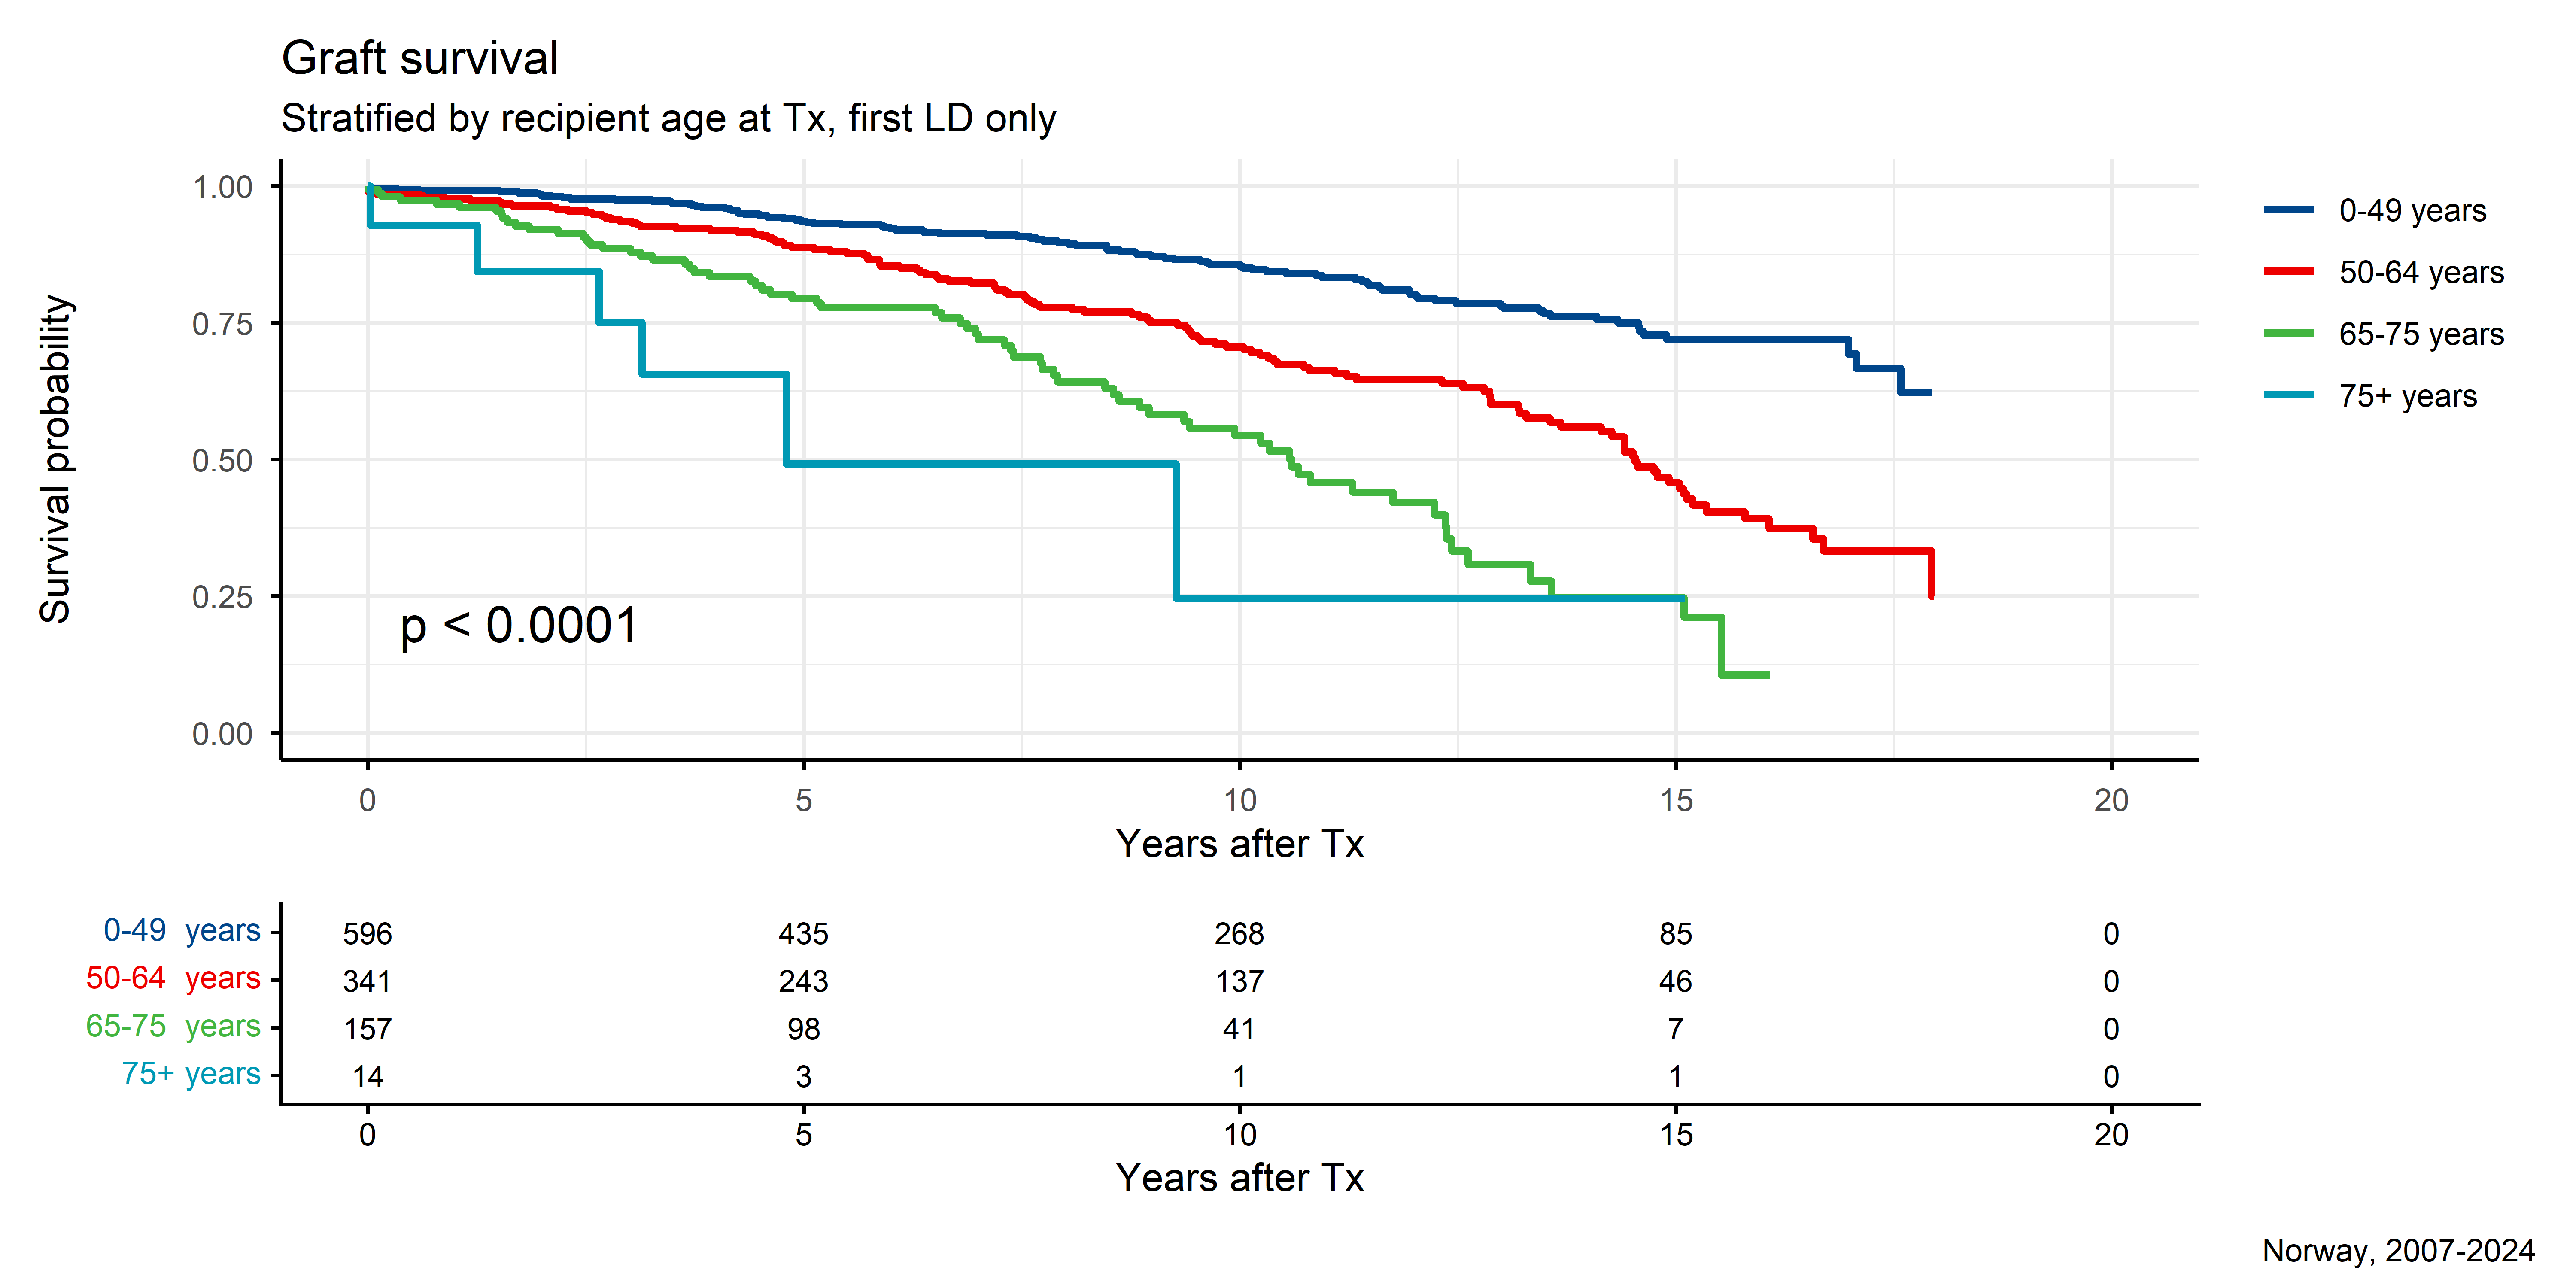 Graft survival
Stratified by recipient age at Tx, first LD only
Survival probability
1.00
0.75
0.50
0.25
0.00
p < 0.0001
0 5 10 15 20
Years after Tx
0-49 years
50-64 years
65-75 years
75+ years
0-49 years 596 435 268 85 0
50-64 years 341 243 137 46 0
65-75 years 157 98 41 7 0
75+ years 14 3 1 1 0
0 5 10 15 20
Years after Tx
Norway, 2007-2024